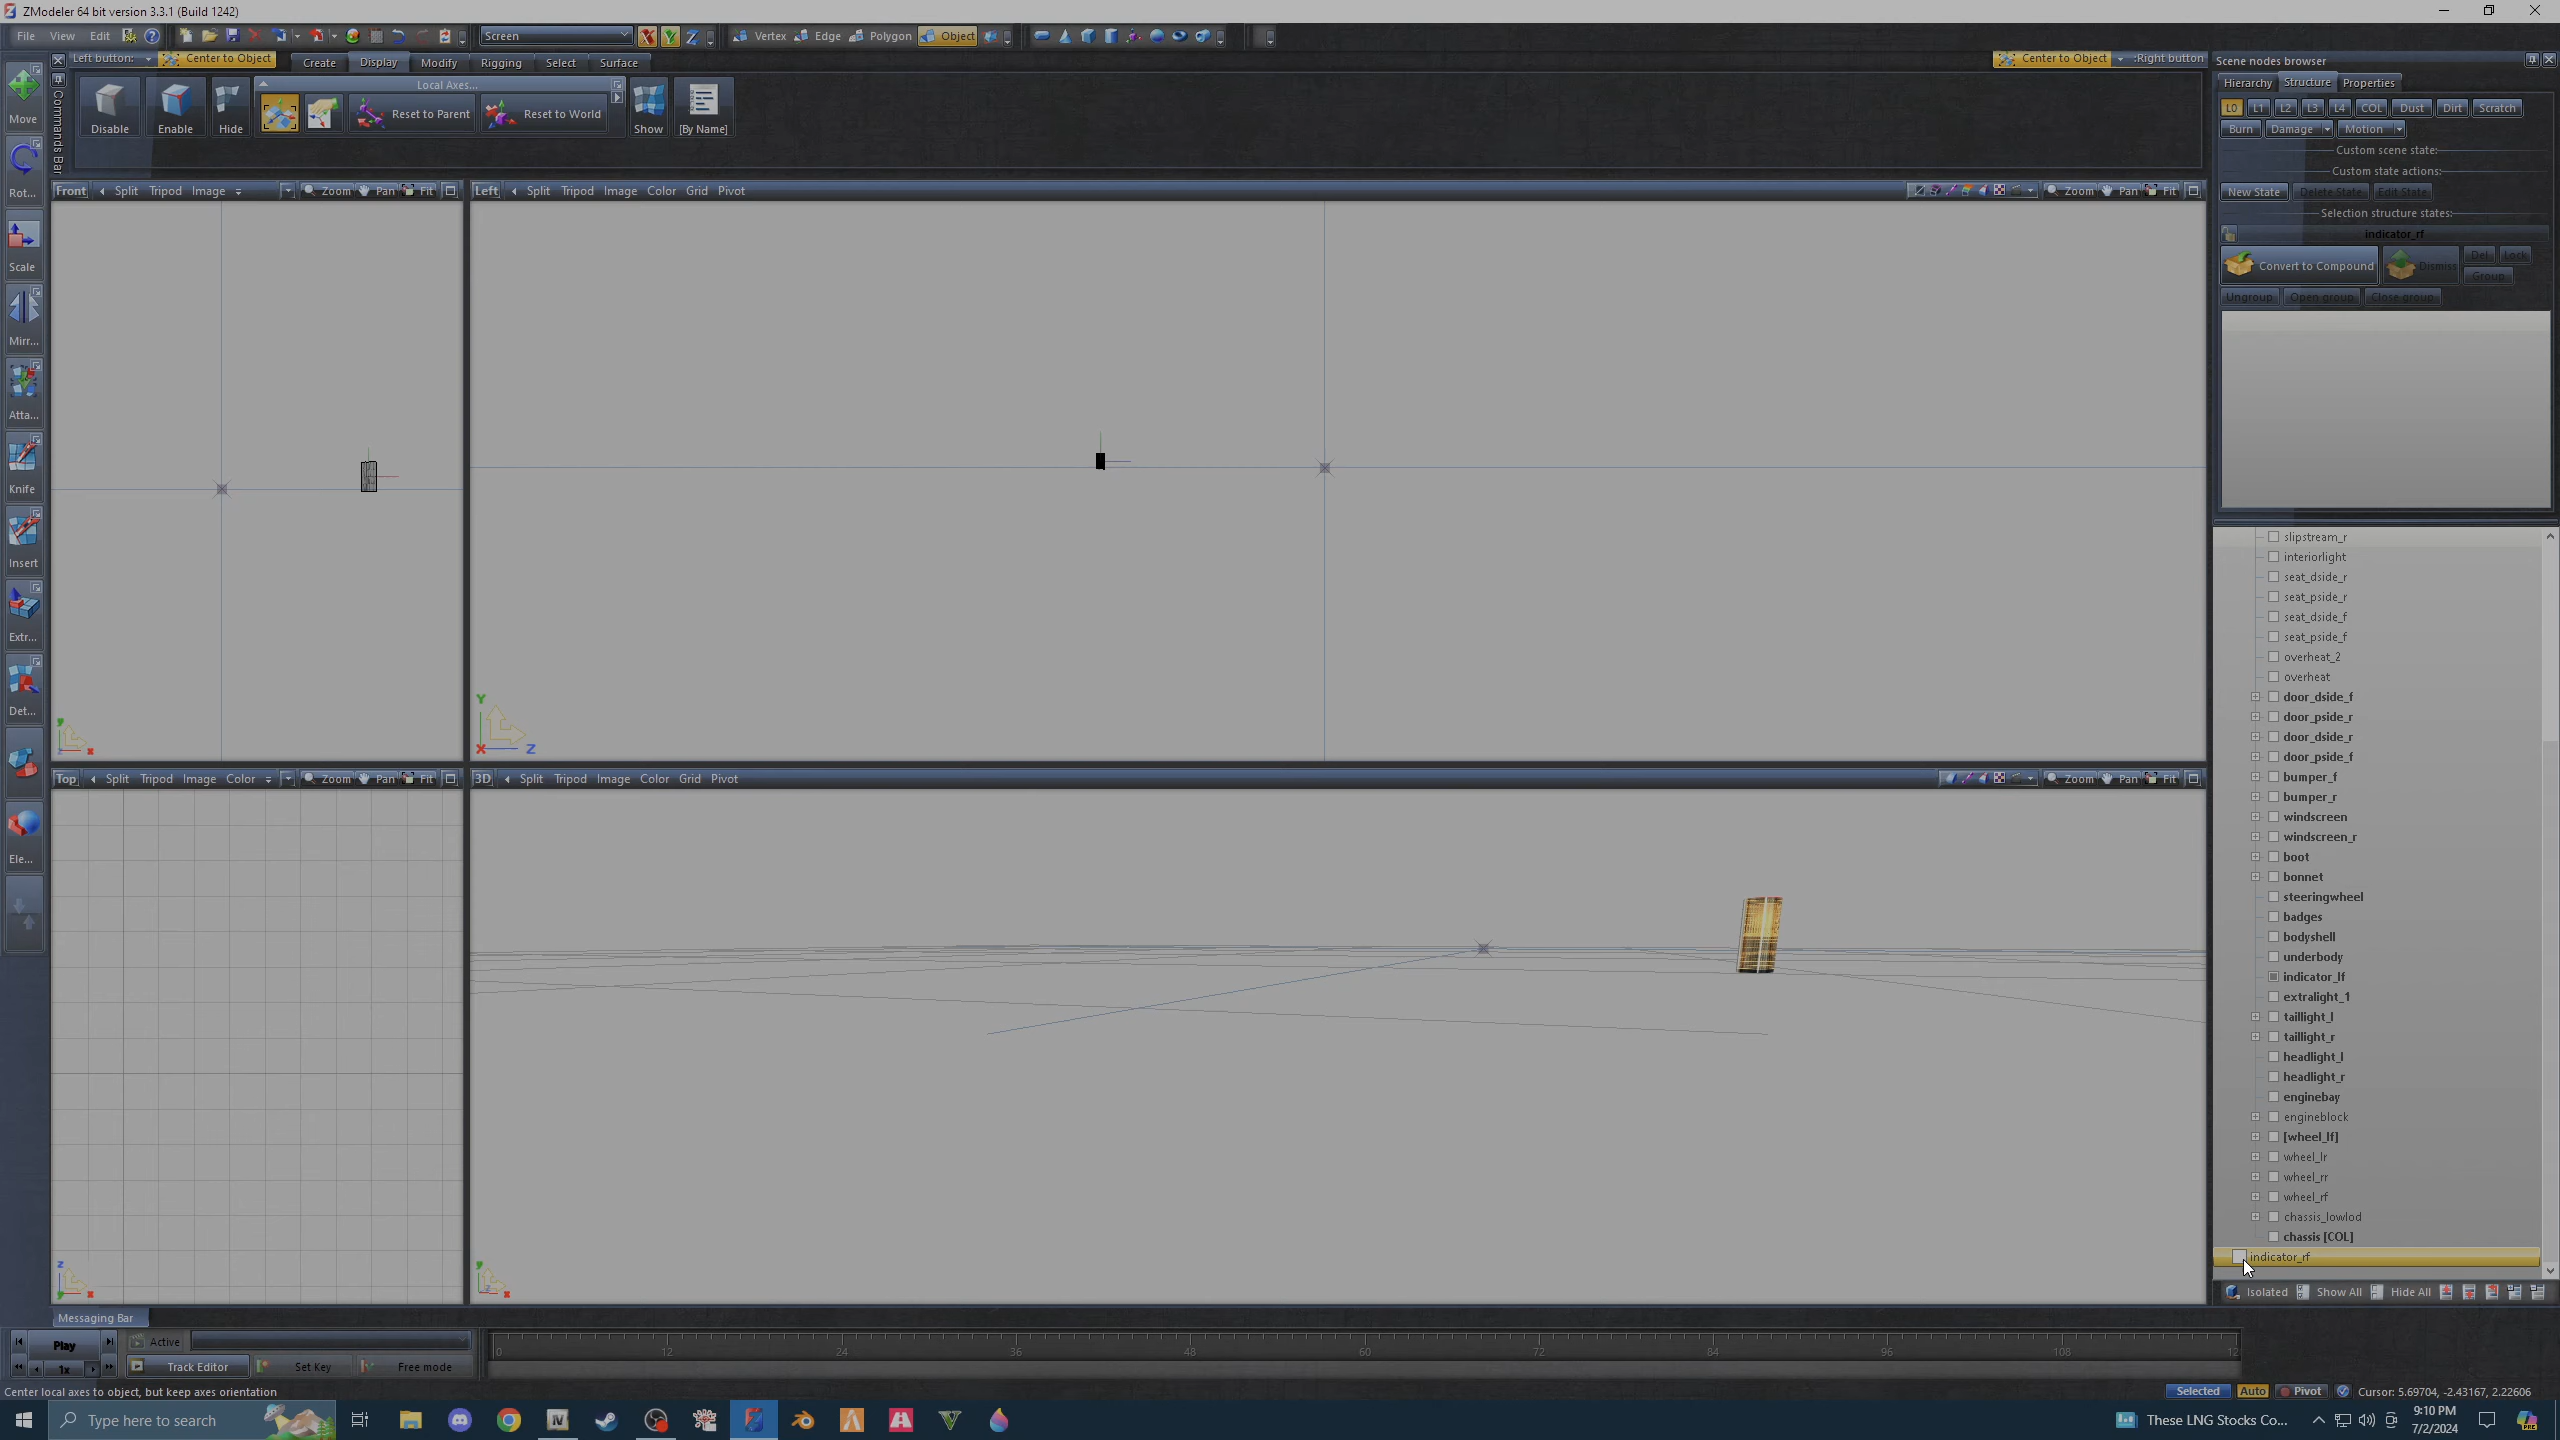 ZModeler 64 bit version 3.3.1 (Build 1242)
File View Edit Screen Vertex Edge Polygon Object
Left button: Center to Object Create Display Modify Rigging Select Surface Center to Object :Right button
Scene nodes browser
Hierarchy Structure Properties
Commands Bar
Local Axes...
Disable Enable Hide Reset to Parent Reset to World Show [By Name]
L0 L1 L2 L3 L4 COL Dust Dirt Scratch
Burn Damage Motion
Custom scene state:
Custom state actions:
New State Delete State Edit State
Selection structure states:
indicator_rf
Convert to Compound Dismiss Del Lock
Group
Ungroup Open group Close group
Move
Rot...
Scale
Mirr...
Atta...
Knife
Insert
Extr...
Det...
Ele...
Front Split Tripod Image Zoom Pan Fit
Left Split Tripod Image Color Grid Pivot Zoom Pan Fit
Y
X Z
y
z x
Top Split Tripod Image Color Zoom Pan Fit
3D Split Tripod Image Color Grid Pivot Zoom Pan Fit
z
y x
y
z x
slipstream_r
interiorlight
seat_dside_r
seat_pside_r
seat_dside_f
seat_pside_f
overheat_2
overheat
door_dside_f
door_pside_r
door_dside_r
door_pside_f
bumper_f
bumper_r
windscreen
windscreen_r
boot
bonnet
steeringwheel
badges
bodyshell
underbody
indicator_lf
extralight_1
taillight_l
taillight_r
headlight_l
headlight_r
enginebay
engineblock
[wheel_lf]
wheel_lr
wheel_rr
wheel_rf
chassis_lowlod
chassis [COL]
indicator_rf
Isolated Show All Hide All
Messaging Bar
Play Active
1x Track Editor Set Key Free mode
0 12 24 36 48 60 72 84 96 108 12
Center local axes to object, but keep axes orientation
Selected Auto Pivot Cursor: 5.69704, -2.43167, 2.22606
Type here to search
These LNG Stocks Co...
9:10 PM
7/2/2024